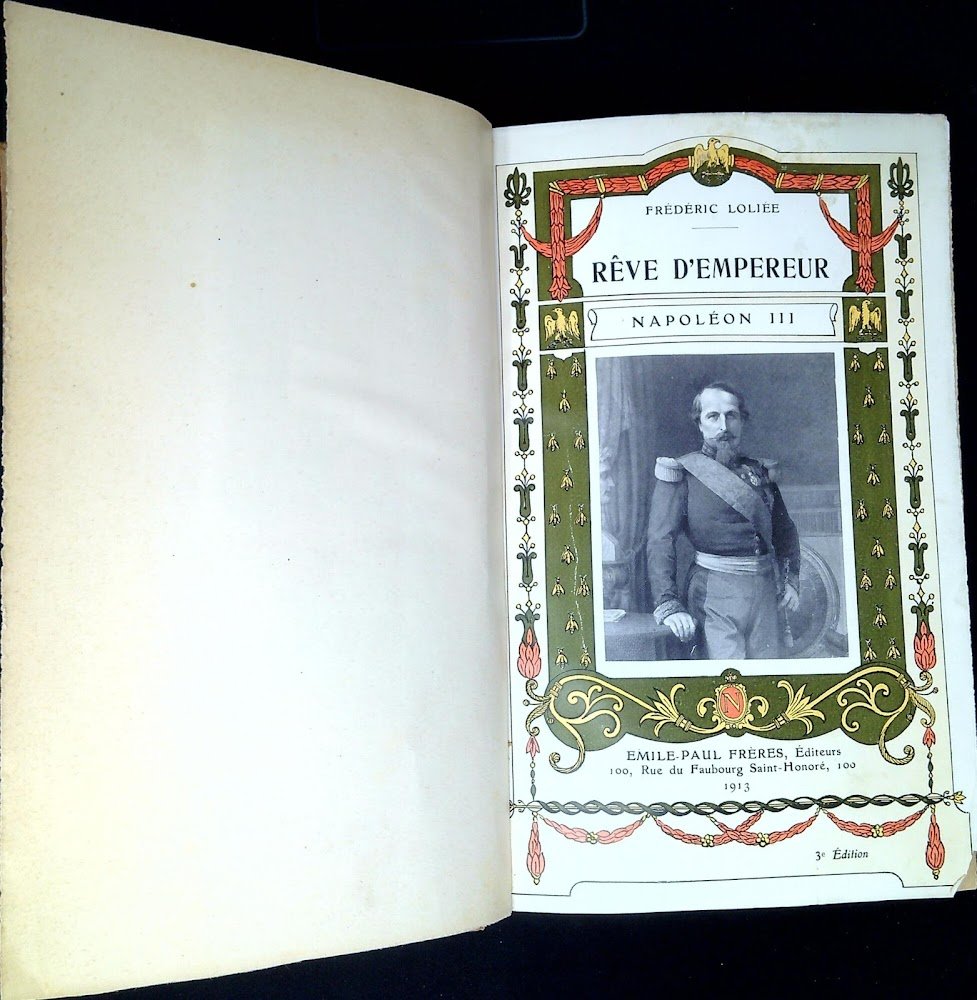 FRÉDÉRIC LOLIÉE
RÊVE D'EMPEREUR
NAPOLÉON III
N
EMILE-PAUL FRÈRES, Éditeurs
100, Rue du Faubourg Saint-Honoré, 100
1913
3e Édition